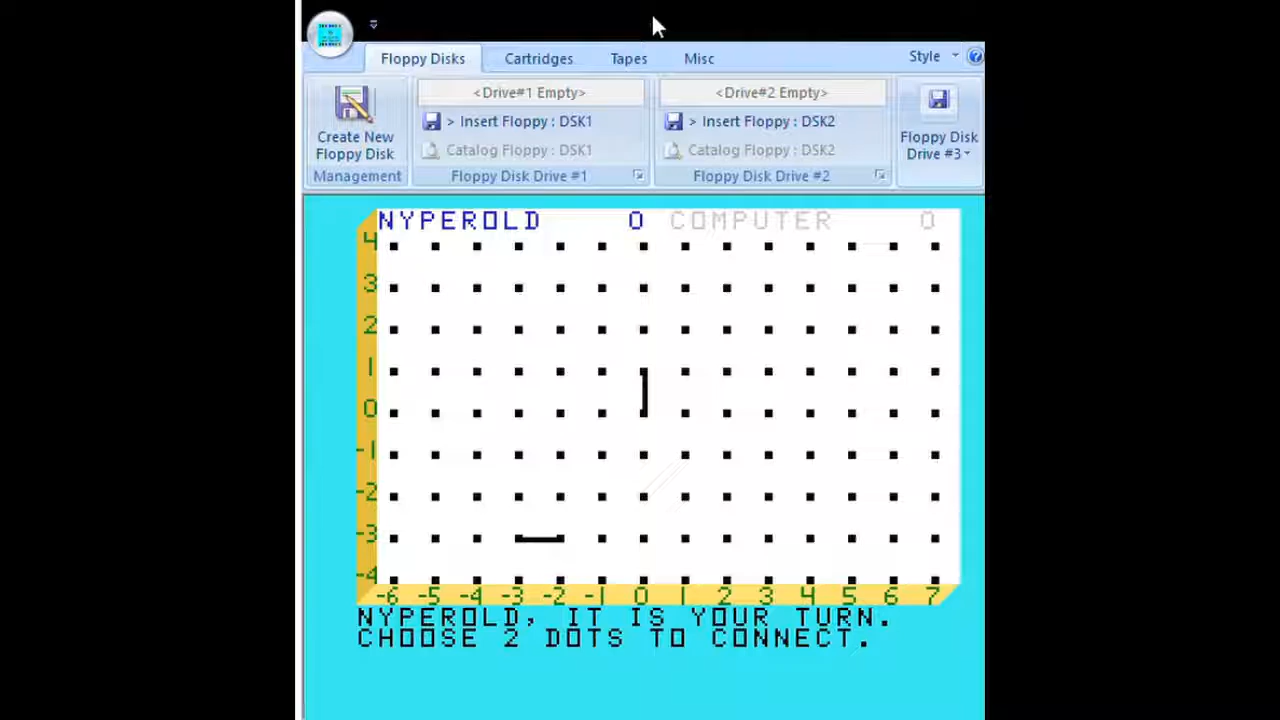 Floppy Disks Cartridges Tapes Misc Style
<Drive#1 Empty> <Drive#2 Empty>
> Insert Floppy : DSK1 > Insert Floppy : DSK2
Create New Floppy Disk
Floppy Disk Drive #3
Catalog Floppy : DSK1 Catalog Floppy : DSK2
Management Floppy Disk Drive #1 Floppy Disk Drive #2
NYPEROLD 0 COMPUTER 0
4
3
2
1
0
-1
-2
-3
-4
-6 -5 -4 -3 -2 -1 0 1 2 3 4 5 6 7
NYPEROLD, IT IS YOUR TURN.
CHOOSE 2 DOTS TO CONNECT.